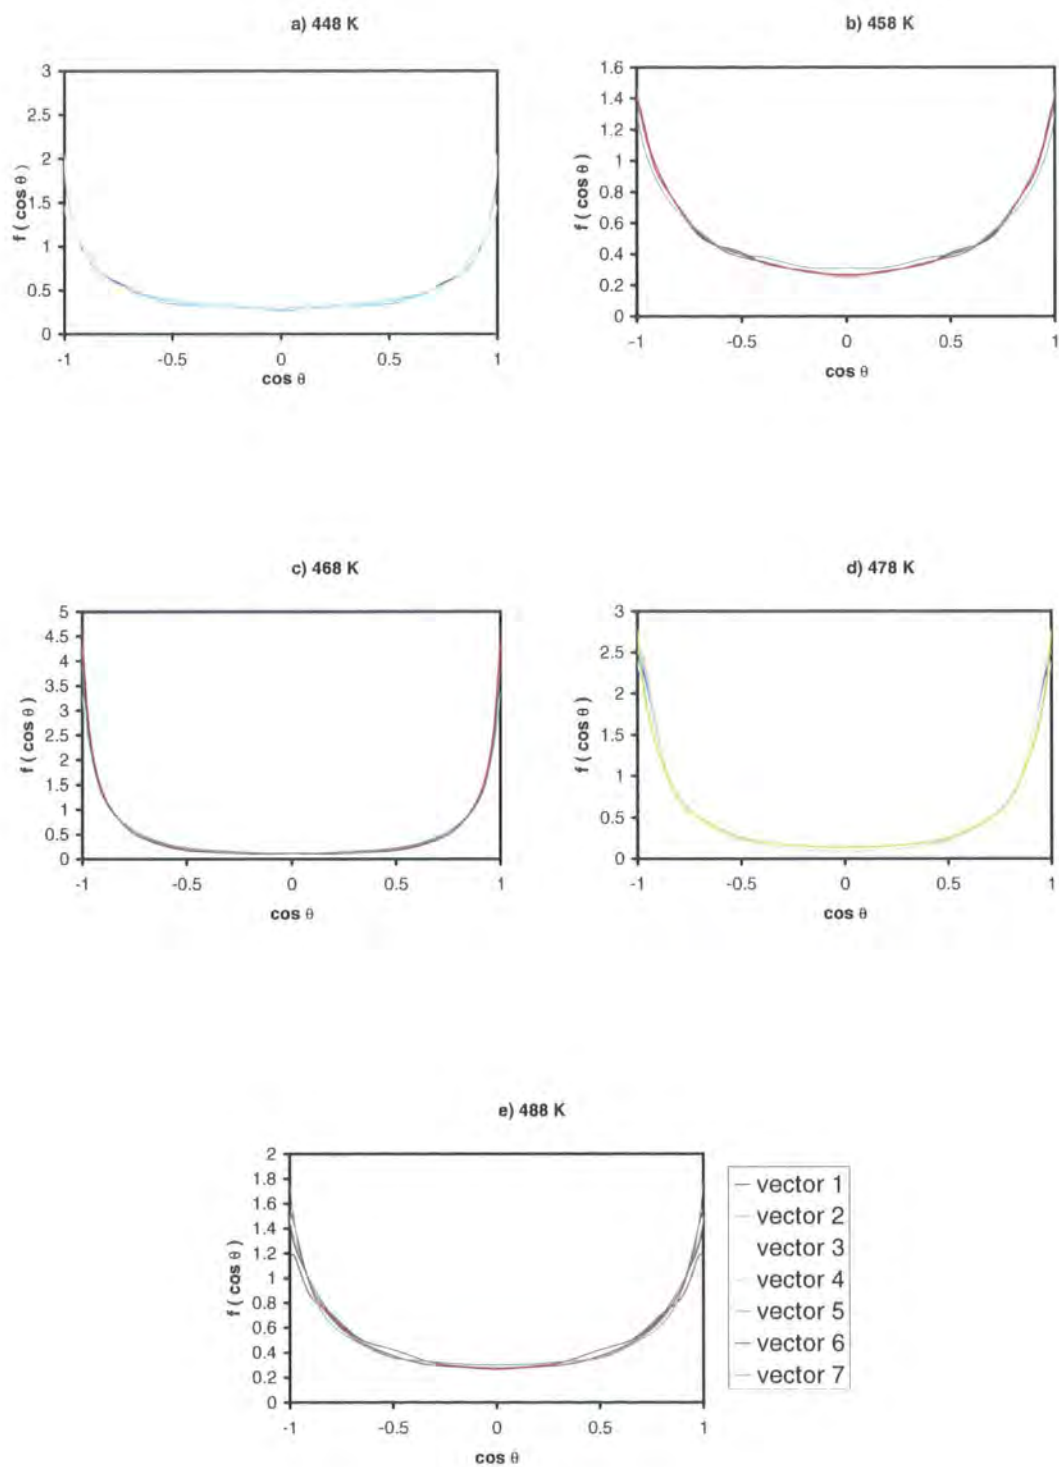 a) 448 K
3
2.5
2
1.5
1
0.5
0
f ( cos θ )
-1 -0.5 0 0.5 1
cos θ
b) 458 K
1.6
1.4
1.2
1
0.8
0.6
0.4
0.2
0
f ( cos θ )
-1 -0.5 0 0.5 1
cos θ
c) 468 K
5
4.5
4
3.5
3
2.5
2
1.5
1
0.5
0
f ( cos θ )
-1 -0.5 0 0.5 1
cos θ
d) 478 K
3
2.5
2
1.5
1
0.5
0
f ( cos θ )
-1 -0.5 0 0.5 1
cos θ
e) 488 K
2
1.8
1.6
1.4
1.2
1
0.8
0.6
0.4
0.2
0
f ( cos θ )
-1 -0.5 0 0.5 1
cos θ
vector 1
vector 2
vector 3
vector 4
vector 5
vector 6
vector 7